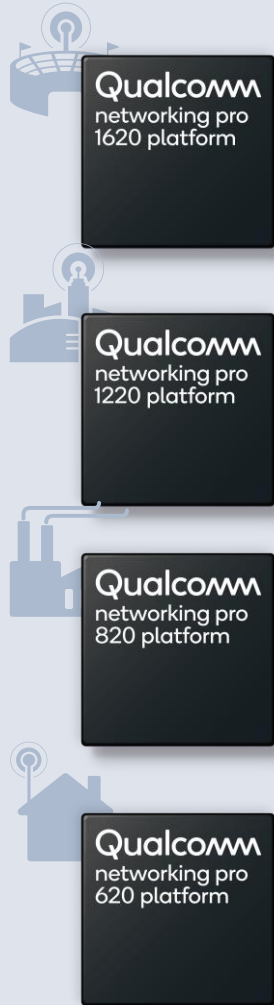 Qualcomm
networking pro
1620 platform
Qualcomm
networking pro
1220 platform
Qualcomm
networking pro
820 platform
Qualcomm
networking pro
620 platform